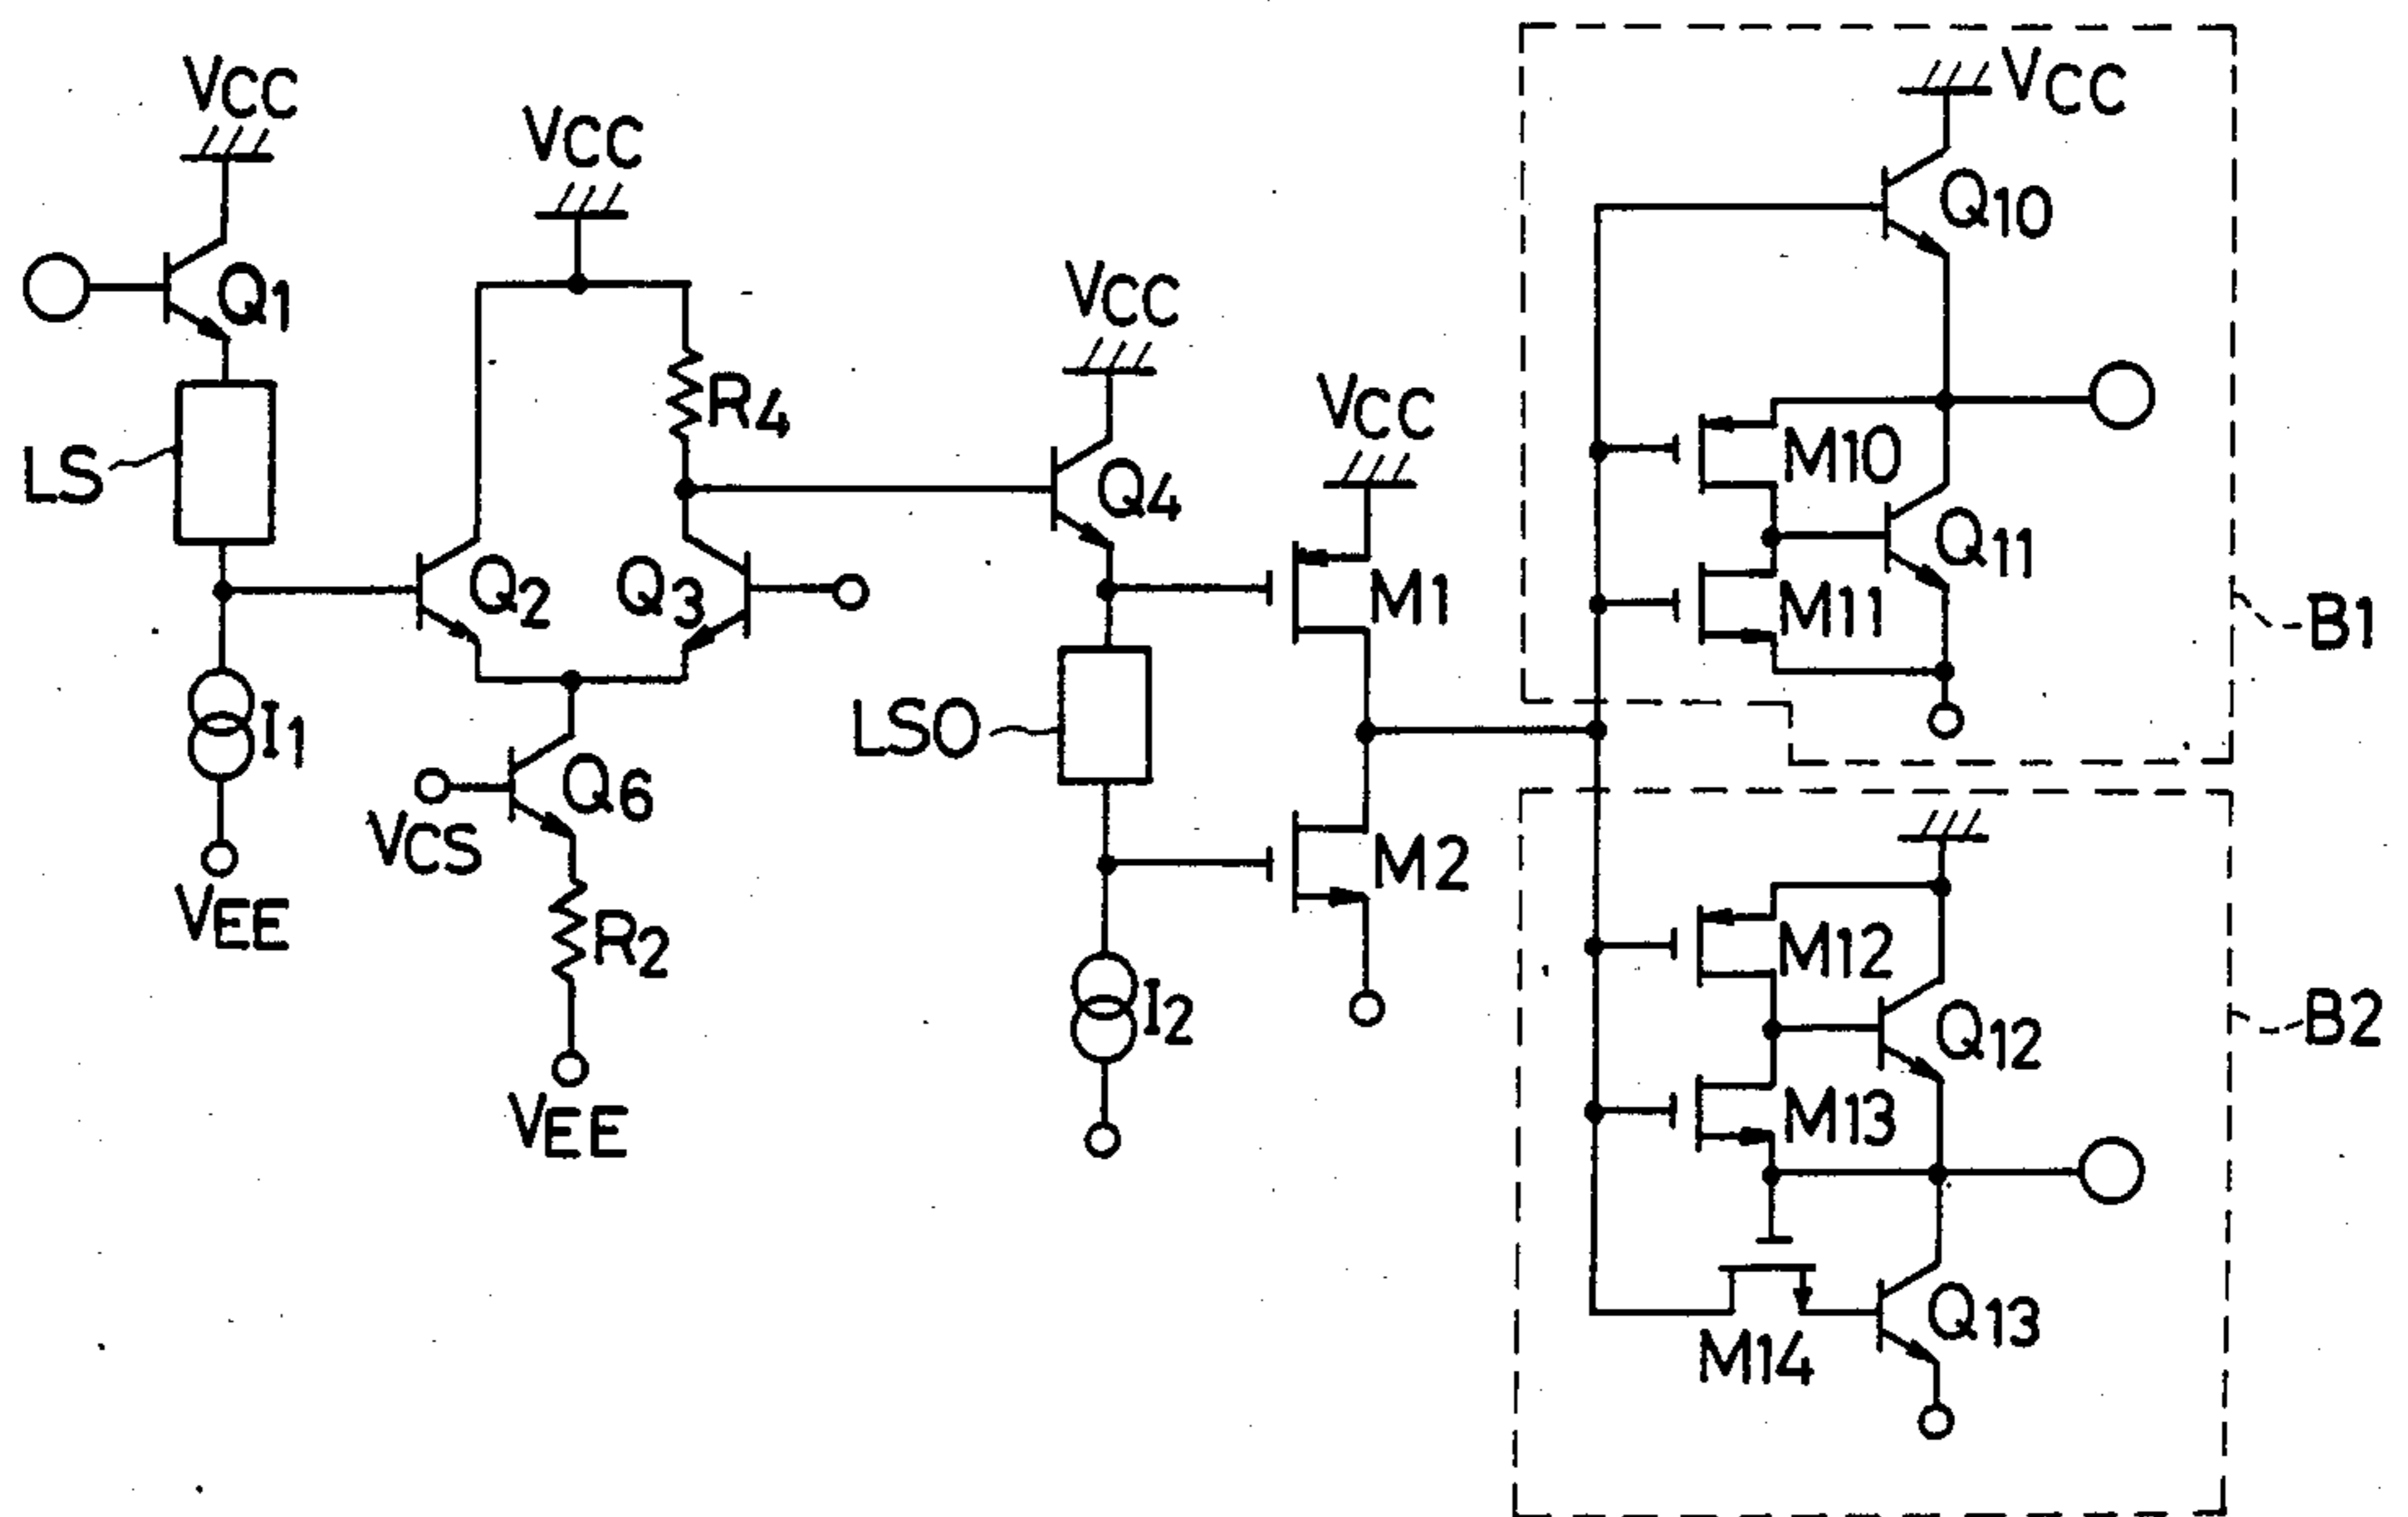 VCC
Q1
LS
I1
VEE
VCC
R4
Q2
Q3
Q6
VCS
R2
VEE
VCC
Q4
LSO
I2
VCC
M1
M2
VCC
Q10
M10
Q11
M11
B1
M12
Q12
M13
B2
M14
Q13